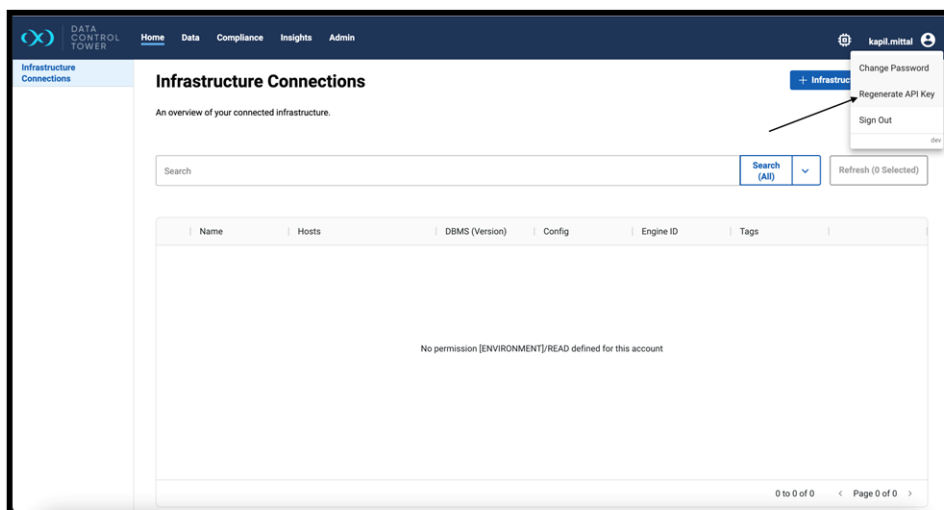 DATA
CONTROL
TOWER
Home Data Compliance Insights Admin
kapil.mittal
Infrastructure
Connections
Infrastructure Connections
+ Infrastruc
Change Password
Regenerate API Key
Sign Out
dev
An overview of your connected infrastructure.
Search
Search
(All)
Refresh (0 Selected)
Name Hosts DBMS (Version) Config Engine ID Tags
No permission [ENVIRONMENT]/READ defined for this account
0 to 0 of 0 < Page 0 of 0 >